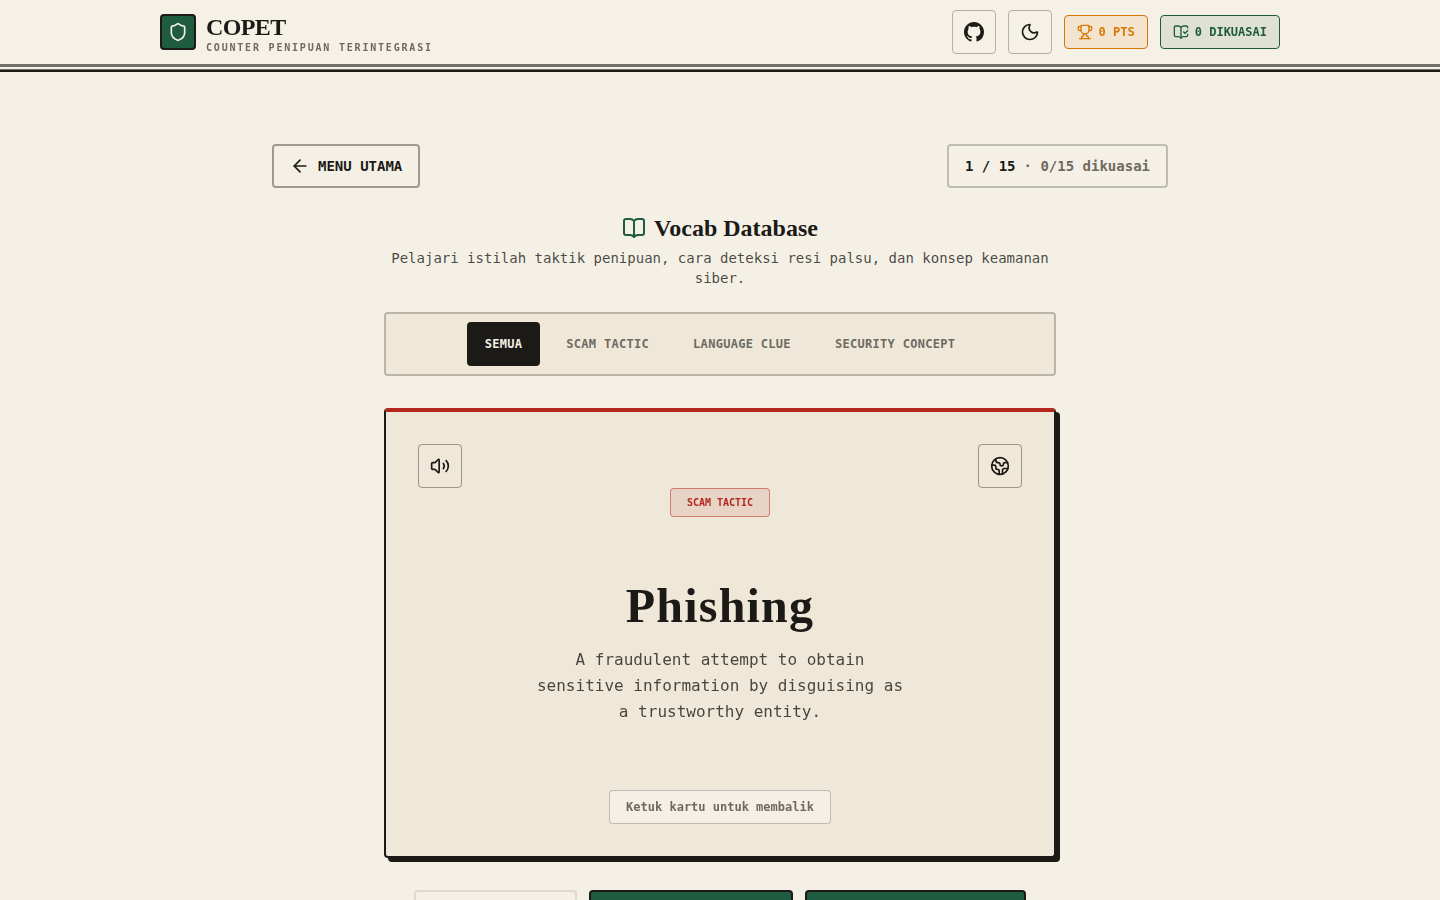 COPET
COUNTER PENIPUAN TERINTEGRASI
0 PTS
0 DIKUASAI
MENU UTAMA
1 / 15 · 0/15 dikuasai
Vocab Database
Pelajari istilah taktik penipuan, cara deteksi resi palsu, dan konsep keamanan
siber.
SEMUA
SCAM TACTIC
LANGUAGE CLUE
SECURITY CONCEPT
SCAM TACTIC
Phishing
A fraudulent attempt to obtain
sensitive information by disguising as
a trustworthy entity.
Ketuk kartu untuk membalik